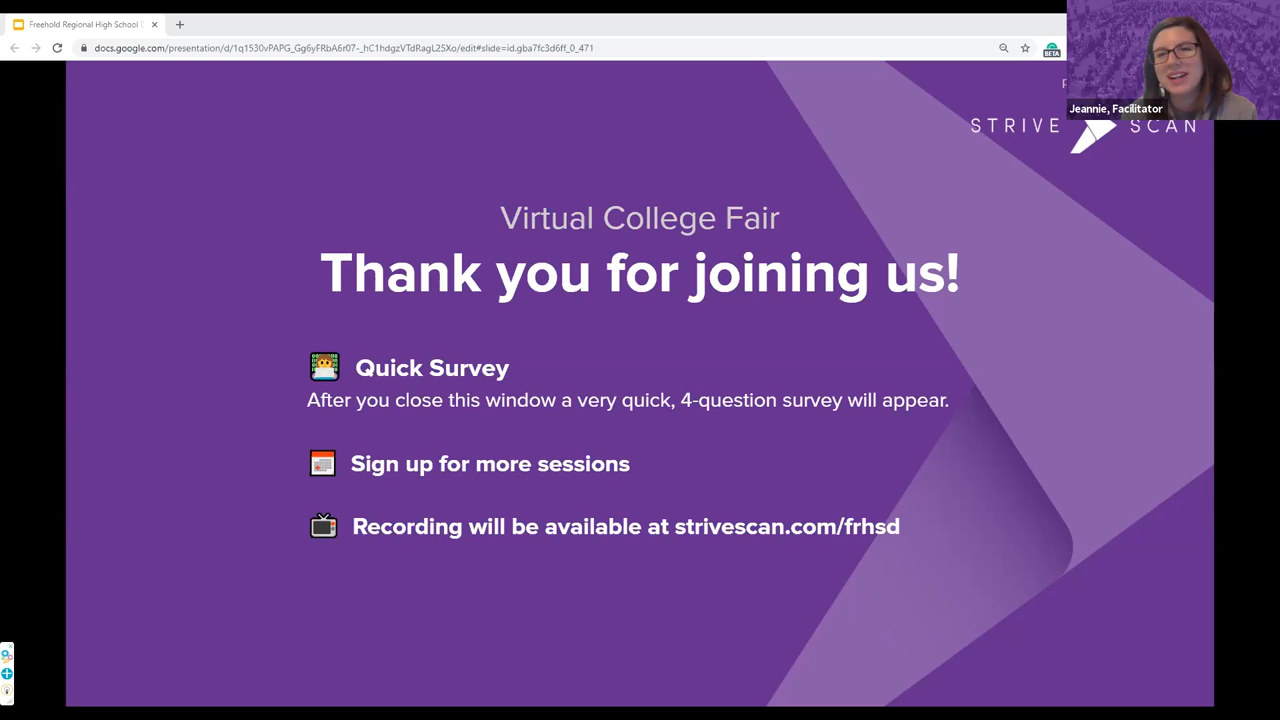 Freehold Regional High School D
docs.google.com/presentation/d/1q1530vPAPG_Gg6yFRbA6r07-_hC1hdgzVTdRagL25Xo/edit#slide=id.gba7fc3d6ff_0_471
BETA
Jeannie, Facilitator
STRIVE SCAN
Virtual College Fair
Thank you for joining us!
Quick Survey
After you close this window a very quick, 4-question survey will appear.
Sign up for more sessions
Recording will be available at strivescan.com/frhsd